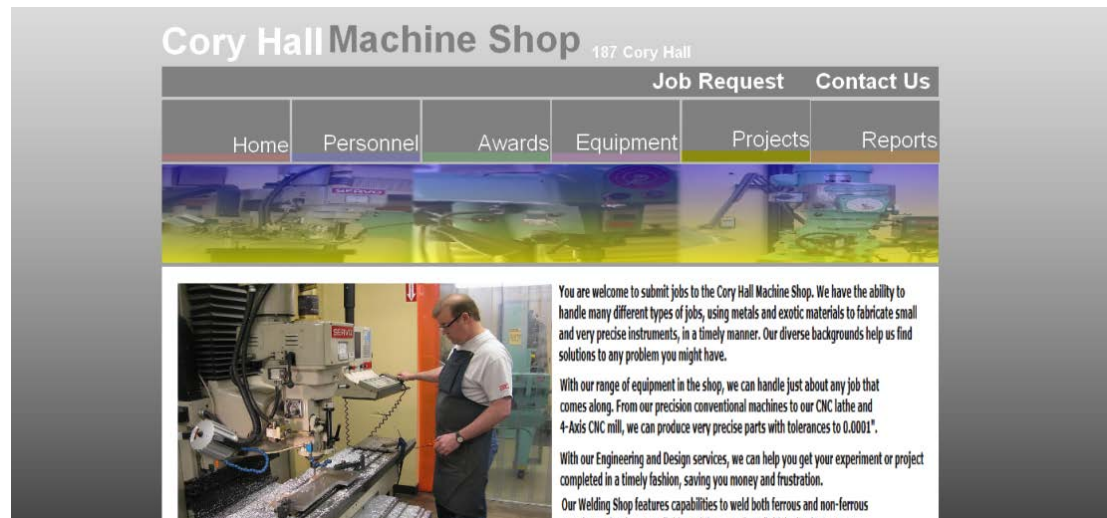 Cory Hall Machine Shop 187 Cory Hall
Job Request Contact Us
Home Personnel Awards Equipment Projects Reports
SERVO
SERVO
You are welcome to submit jobs to the Cory Hall Machine Shop. We have the ability to
handle many different types of jobs, using metals and exotic materials to fabricate small
and very precise instruments, in a timely manner. Our diverse backgrounds help us find
solutions to any problem you might have.
With our range of equipment in the shop, we can handle just about any job that
comes along. From our precision conventional machines to our CNC lathe and
4-Axis CNC mill, we can produce very precise parts with tolerances to 0.0001".
With our Engineering and Design services, we can help you get your experiment or project
completed in a timely fashion, saving you money and frustration.
Our Welding Shop features capabilities to weld both ferrous and non-ferrous